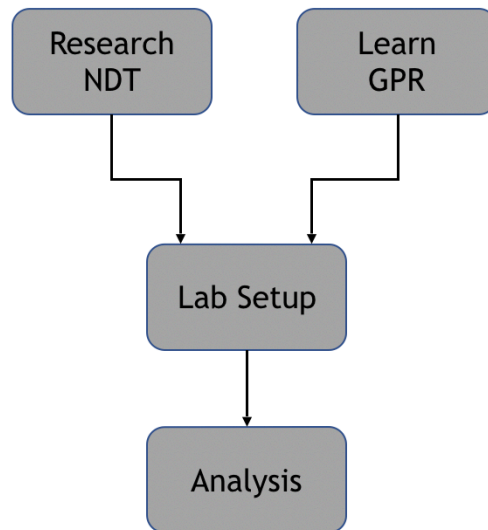 Research
NDT
Learn
GPR
Lab Setup
Analysis